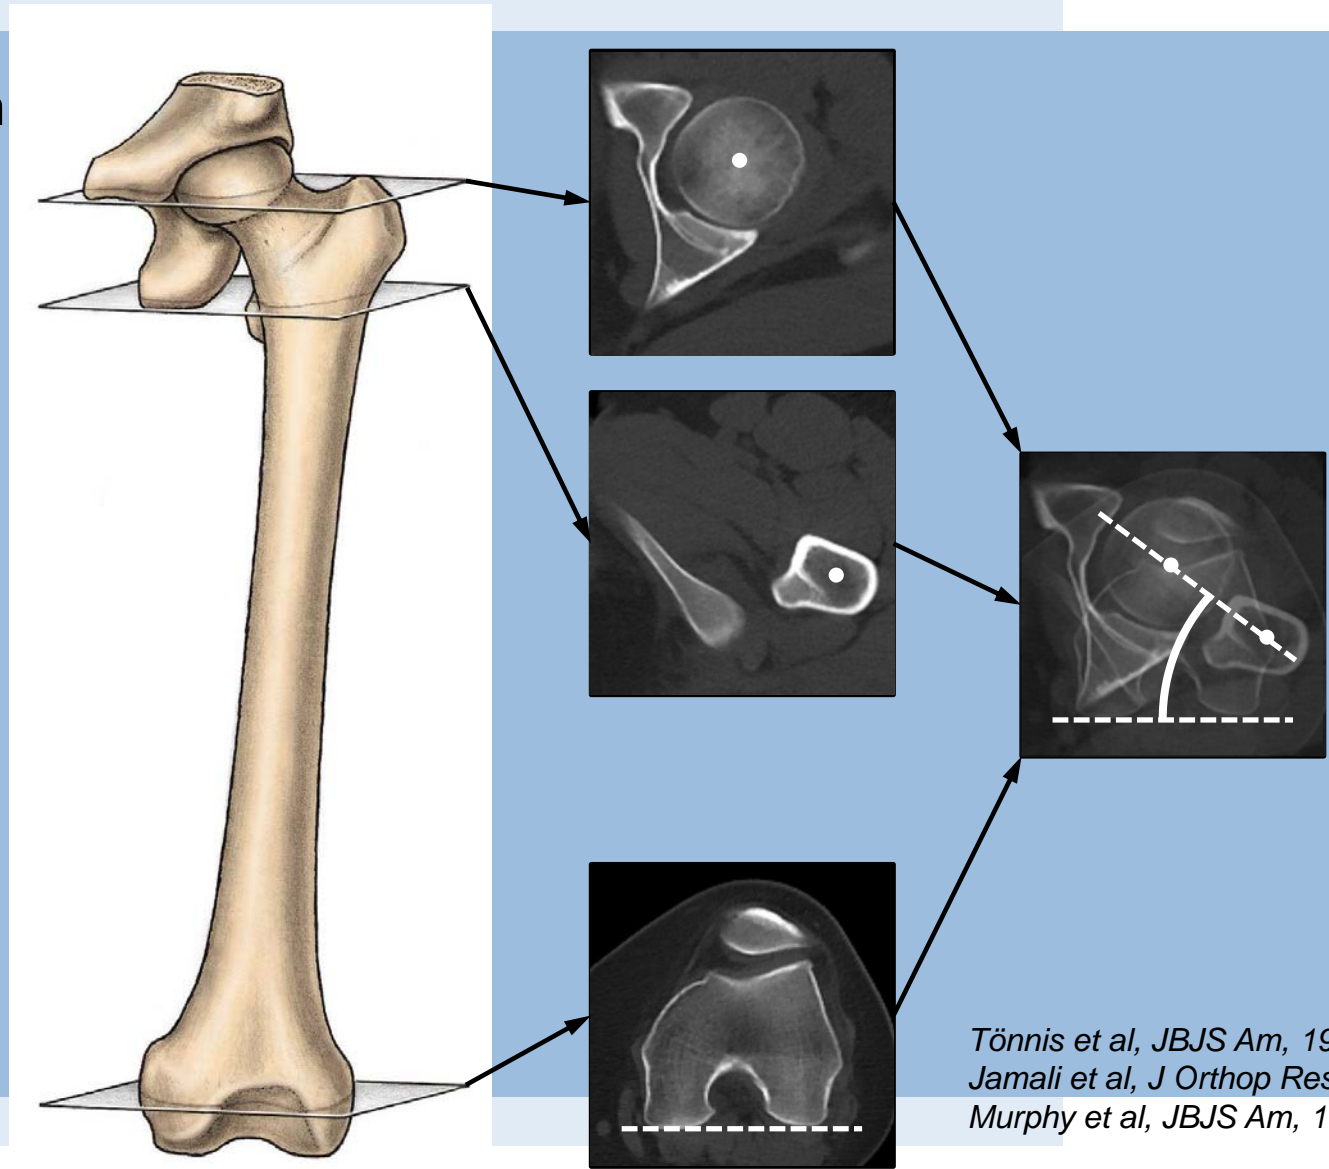 Tönnis et al, JBJS Am, 19
Jamali et al, J Orthop Res
Murphy et al, JBJS Am, 1